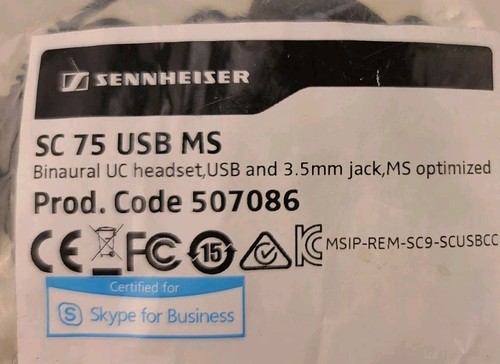 SENNHEISER
SC 75 USB MS
Binaural UC headset,USB and 3.5mm jack,MS optimized
Prod. Code 507086
CE FC 15 MSIP-REM-SC9-SCUSBCC
Certified for
Skype for Business